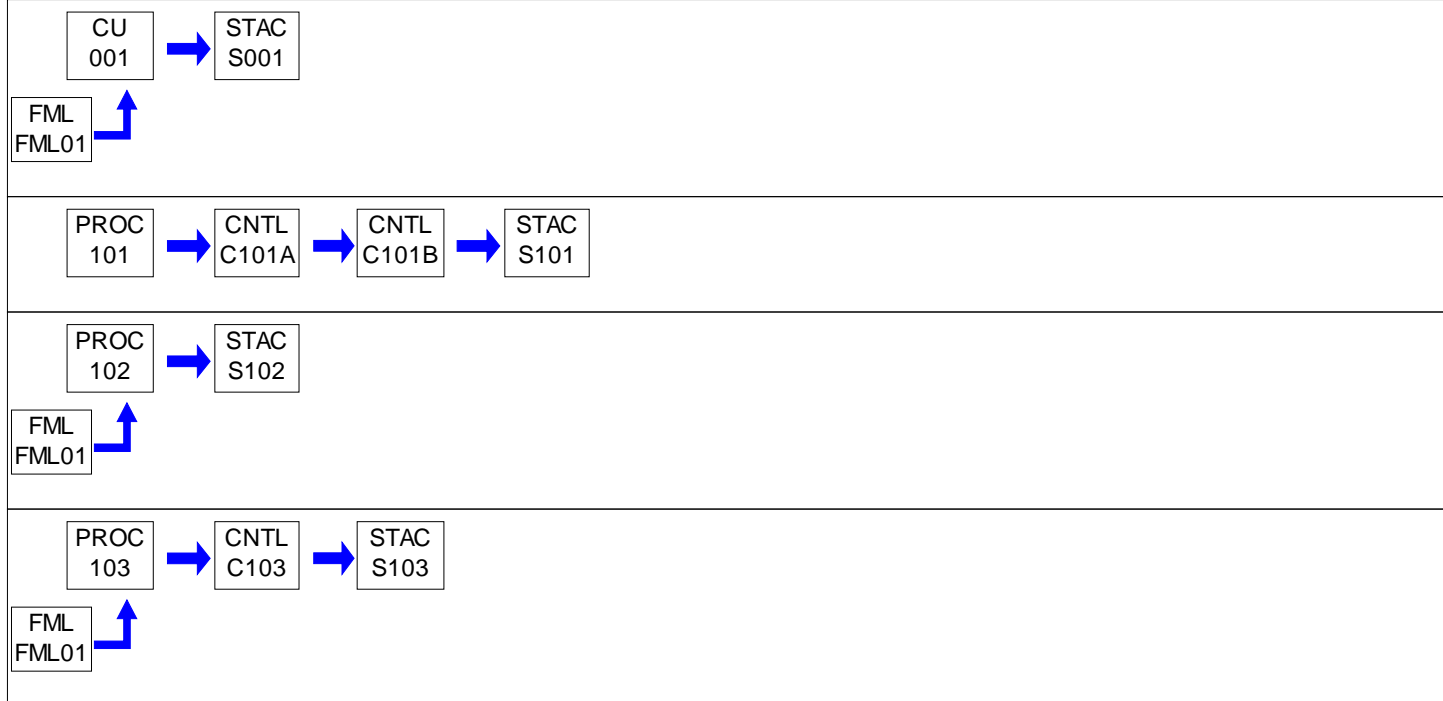 CU
001
STAC
S001
FML
FML01
PROC
101
CNTL
C101A
CNTL
C101B
STAC
S101
PROC
102
STAC
S102
FML
FML01
PROC
103
CNTL
C103
STAC
S103
FML
FML01